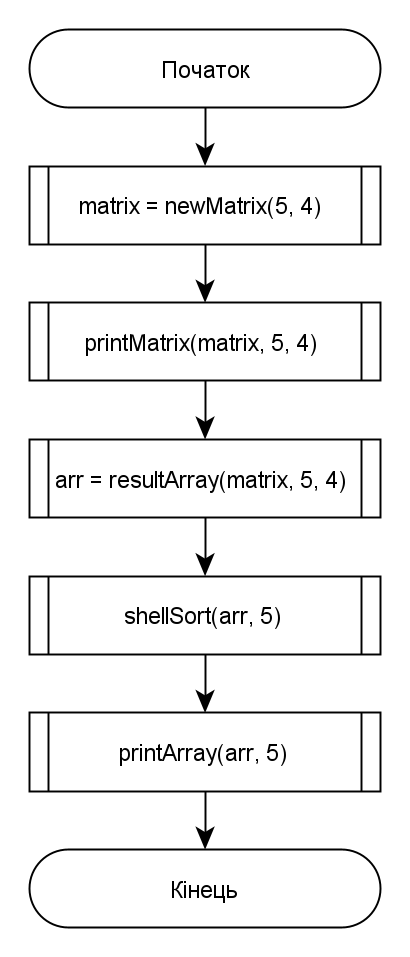 Початок
matrix = newMatrix(5, 4)
printMatrix(matrix, 5, 4)
arr = resultArray(matrix, 5, 4)
shellSort(arr, 5)
printArray(arr, 5)
Кінець